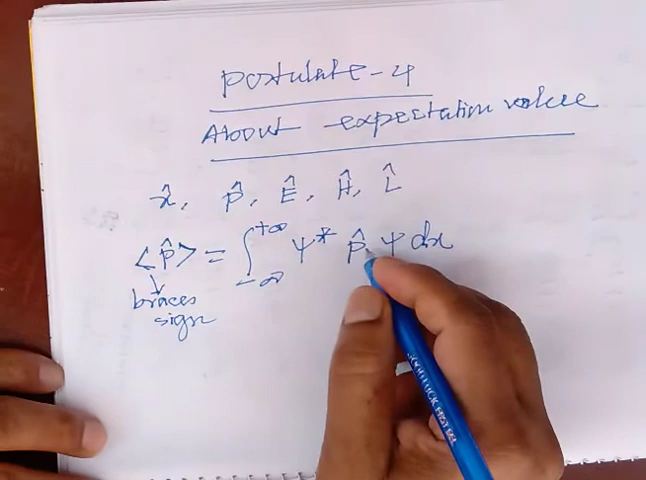 Postulate-4
About expectation value
x̂, p̂, Ê, Ĥ, L̂
<p̂> = ∫_{-∞}^{+∞} ψ* p̂ ψ dx
braces
sign